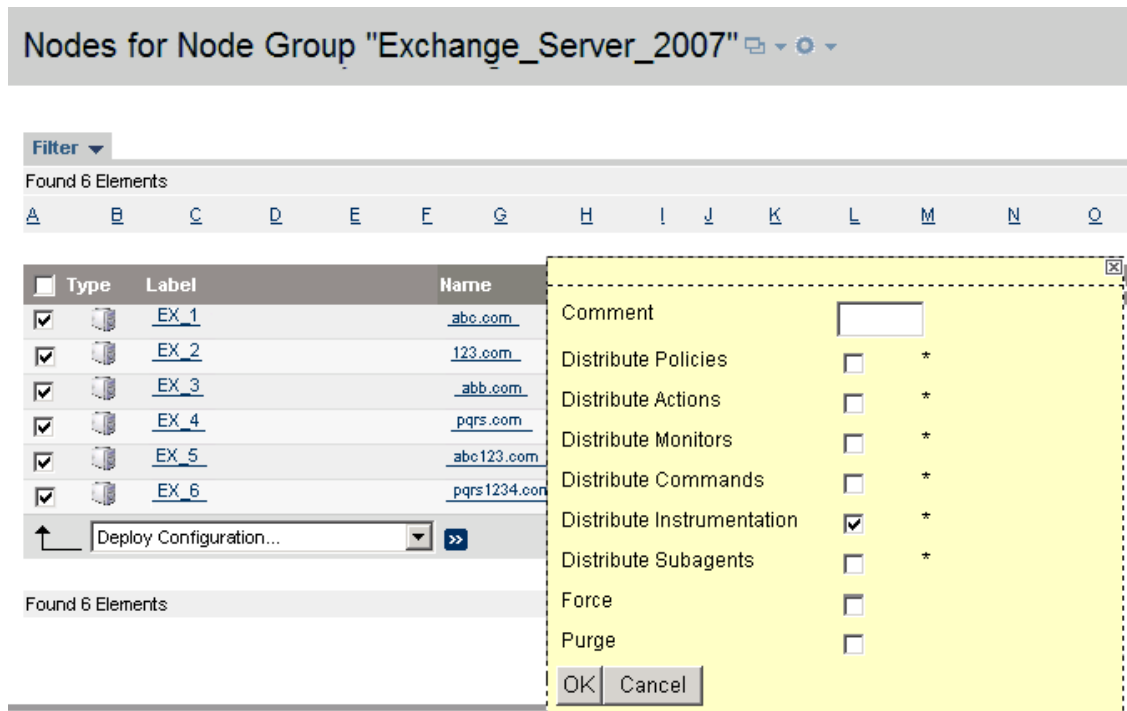 Nodes for Node Group "Exchange_Server_2007"
Filter
Found 6 Elements
A B C D E F G H I J K L M N O
Type Label Name
EX_1 abc.com
EX_2 123.com
EX_3 abb.com
EX_4 pqrs.com
EX_5 abc123.com
EX_6 pqrs1234.com
Deploy Configuration...
Found 6 Elements
Comment
Distribute Policies *
Distribute Actions *
Distribute Monitors *
Distribute Commands *
Distribute Instrumentation *
Distribute Subagents *
Force
Purge
OK Cancel